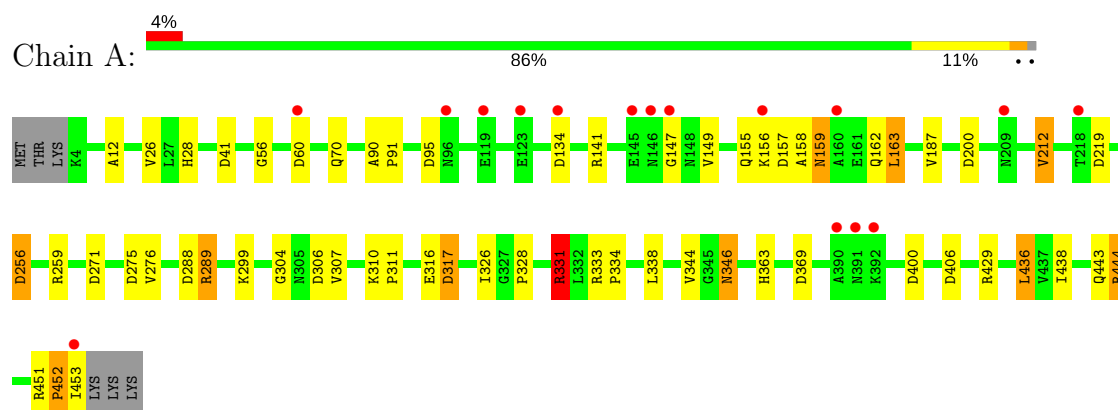 4%
Chain A:
86% 11% • •
MET THR LYS K4 A12 V26 L27 H28 D41 G56 D60 Q70 A90 P91 D95 N96 E119 E123 D134 R141 E145 N146 G147 N148 V149 Q155 K156 D157 A158 N159 A160 E161 Q162 L163 V187 D200 N209 V212 T218 D219
D256 R259 D271 D275 V276 D288 R289 K299 G304 N305 D306 V307 K310 P311 E316 D317 I326 G327 P328 R331 L332 R333 P334 L338 V344 G345 N346 H363 D369 A390 N391 K392 D400 D406 R429 L436 V437 I438 Q443 R444
R451 P452 I453 LYS LYS LYS